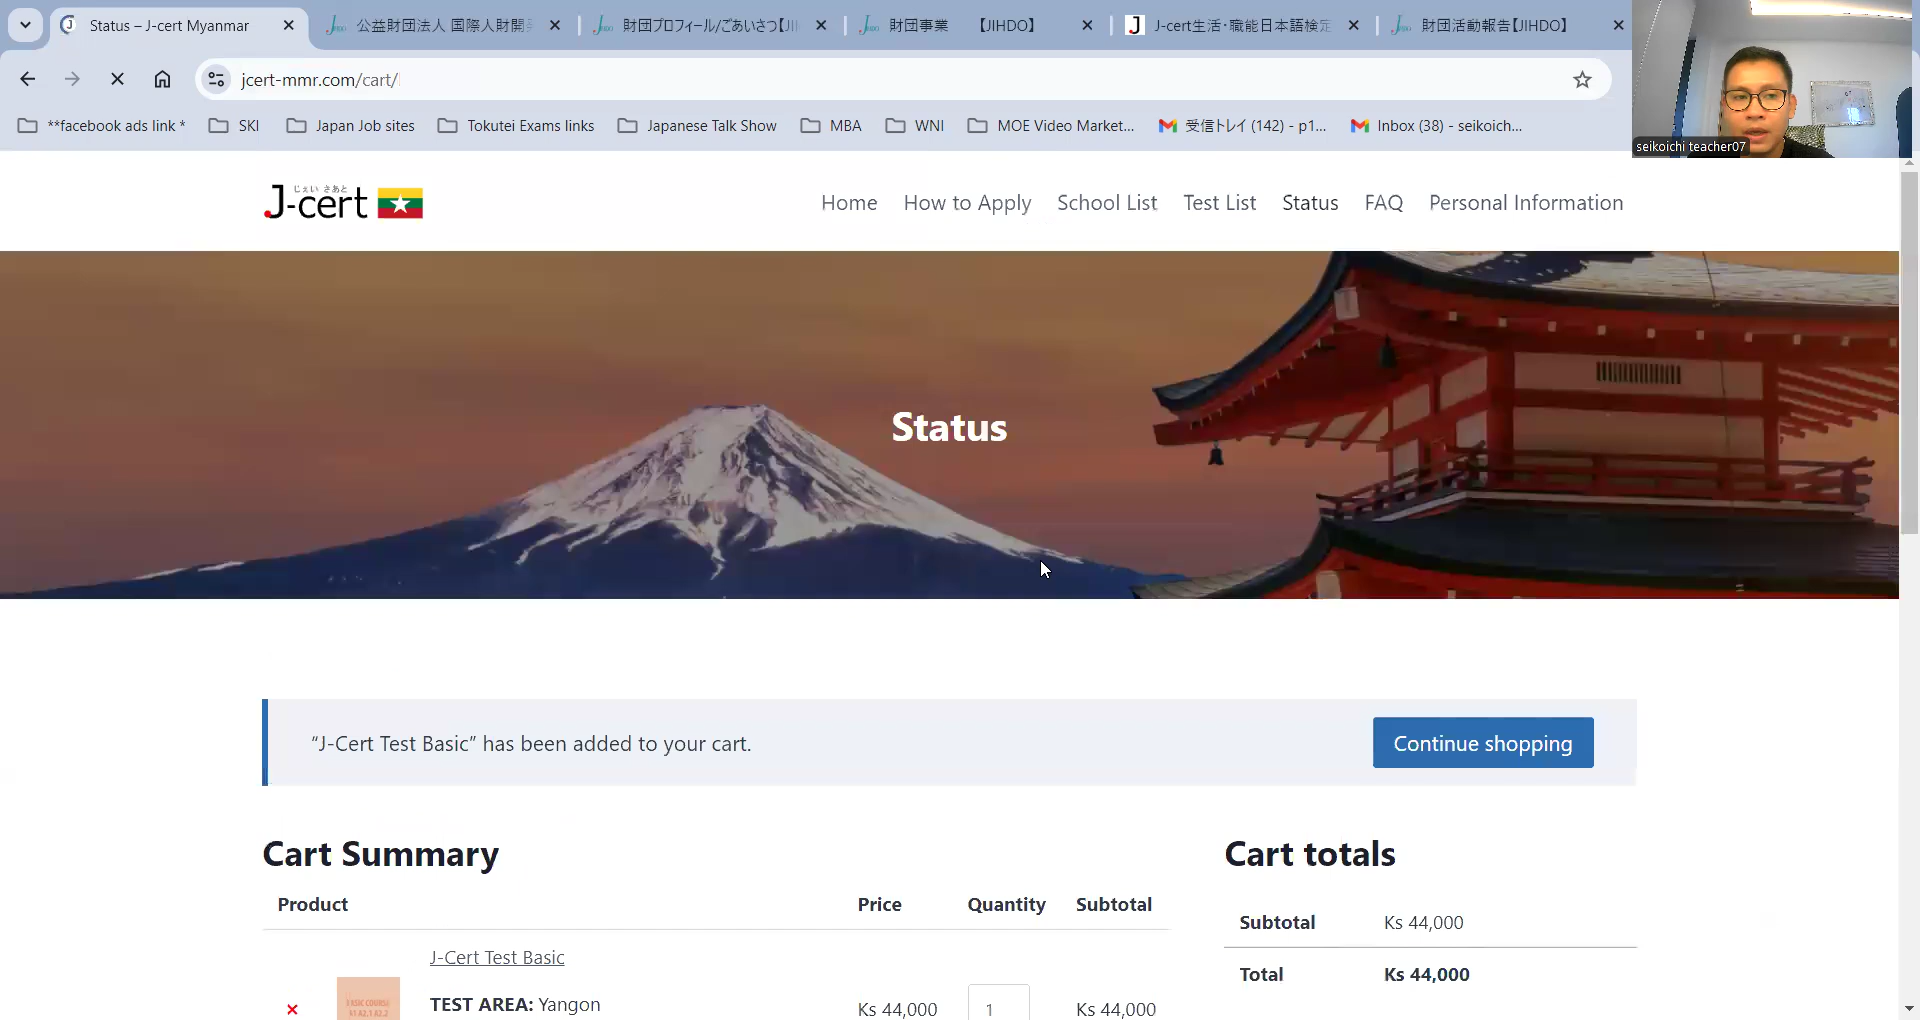 Status – J-cert Myanmar
公益財団法人 国際人財開
財団プロフィール/ごあいさつ【JI
財団事業 【JIHDO】
J-cert生活・職能日本語検定
財団活動報告【JIHDO】
jcert-mmr.com/cart/
**facebook ads link *
SKI
Japan Job sites
Tokutei Exams links
Japanese Talk Show
MBA
WNI
MOE Video Market...
受信トレイ (142) - p1...
Inbox (38) - seikoich...
seikoichi teacher07
じぇい さあと
J-cert
Home
How to Apply
School List
Test List
Status
FAQ
Personal Information
Status
“J-Cert Test Basic” has been added to your cart.
Continue shopping
Cart Summary
Cart totals
Product Price Quantity Subtotal
Subtotal Ks 44,000
J-Cert Test Basic
Total Ks 44,000
TEST AREA: Yangon
Ks 44,000 1 Ks 44,000